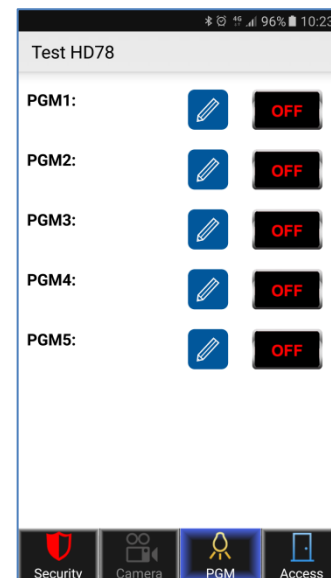 96% 10:23
Test HD78
PGM1: OFF
PGM2: OFF
PGM3: OFF
PGM4: OFF
PGM5: OFF
Security Camera PGM Access